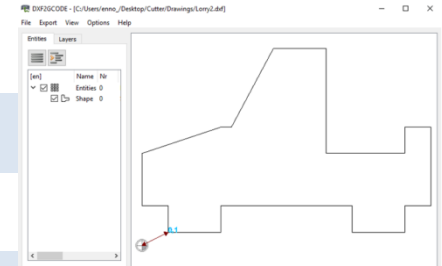 DXF2GCODE - [C:/Users/enno_/Desktop/Cutter/Drawings/Lorry2.dxf]
File Export View Options Help
Entities Layers
[en] Name Nr
Entities 0
Shape 0
0.1